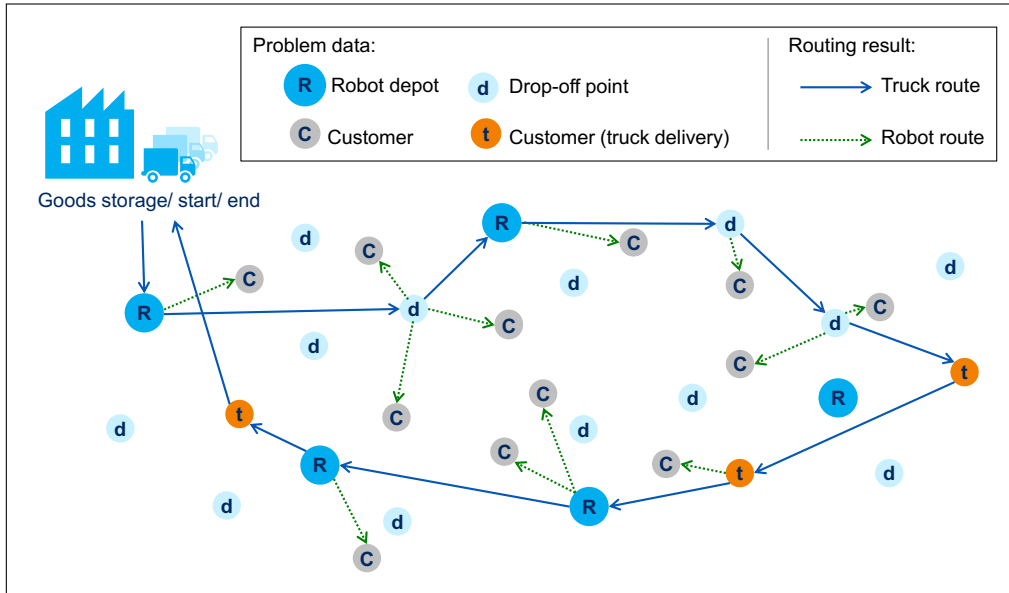 Problem data:
Routing result:
R Robot depot
d Drop-off point
Truck route
C Customer
t Customer (truck delivery)
Robot route
Goods storage/ start/ end
R
d
d
C
C
C
d
d
C
C
R
d
C
d
C
d
d
t
C
C
d
R
t
C
d
d
d
C
C
t
d
R
d
R
d
C